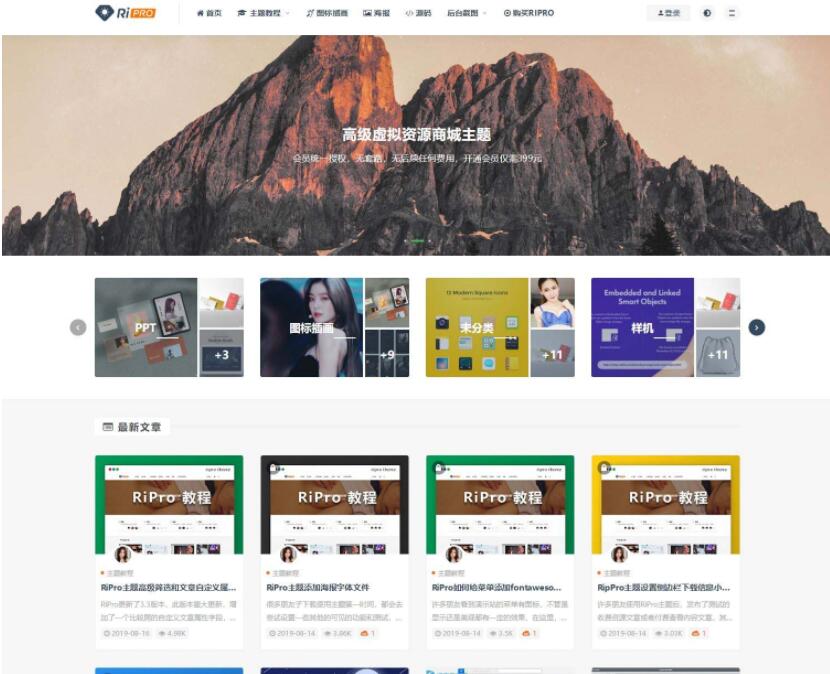 RiPRO
首页 主题教程 图标插画 海报 源码 后台截图 购买RIPRO 登录
高级虚拟资源商城主题
会员统一授权，无套路，无后续任何费用，开通会员仅需399元
PPT
+3
图标插画
+9
12 Modern Square Icons
未分类
+11
Embedded and Linked
Smart Objects
样机
+11
最新文章
RiPro 教程
RiPro 教程
RiPro 教程
RiPro 教程
主题教程
主题教程
主题教程
主题教程
RiPro主题高级筛选和文章自定义属...
RiPro主题添加海报字体文件
RiPro如何给菜单添加fontaweso...
RipPro主题设置侧边栏下载信息小...
RiPro更新了3.3版本，此版本重大更新，增
加了一个比较屌的自定义文章属性字段，...
很多朋友子下载使用主题第一时间，都会去
尝试设置一些其他的可见的功能和测试，...
许多朋友看到演示站的菜单有图标，不管是
显示还是美观都有一定的效果，在这里，...
许多朋友使用RiPro主题后，发布了测试的
收费资源文章或者付费查看内容文章，其...
2019-08-16 4.98K
2019-08-14 3.86K 1
2019-08-14 3.5K 1
2019-08-14 3.03K 1